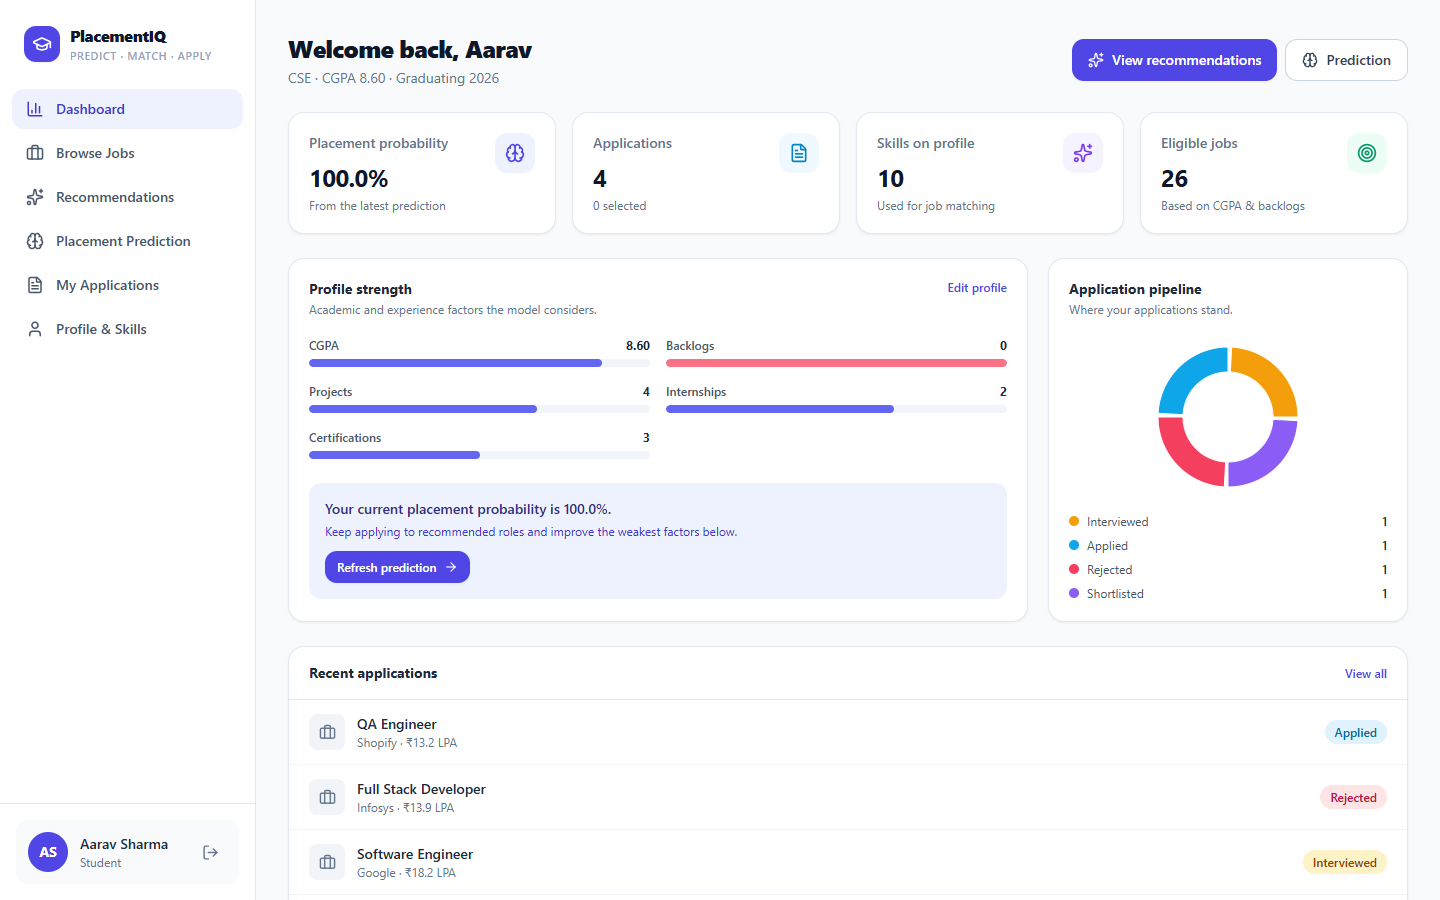 PlacementIQ
PREDICT · MATCH · APPLY
Dashboard
Browse Jobs
Recommendations
Placement Prediction
My Applications
Profile & Skills
AS
Aarav Sharma
Student
Welcome back, Aarav
CSE · CGPA 8.60 · Graduating 2026
View recommendations
Prediction
Placement probability
100.0%
From the latest prediction
Applications
4
0 selected
Skills on profile
10
Used for job matching
Eligible jobs
26
Based on CGPA & backlogs
Profile strength
Edit profile
Academic and experience factors the model considers.
CGPA 8.60
Backlogs 0
Projects 4
Internships 2
Certifications 3
Your current placement probability is 100.0%.
Keep applying to recommended roles and improve the weakest factors below.
Refresh prediction
Application pipeline
Where your applications stand.
Interviewed 1
Applied 1
Rejected 1
Shortlisted 1
Recent applications
View all
QA Engineer
Shopify · ₹13.2 LPA
Applied
Full Stack Developer
Infosys · ₹13.9 LPA
Rejected
Software Engineer
Google · ₹18.2 LPA
Interviewed